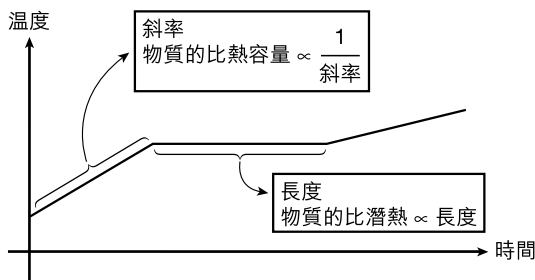 温度
斜率
物質的比熱容量 ∝ 1/斜率
長度
物質的比潛熱 ∝ 長度
時間